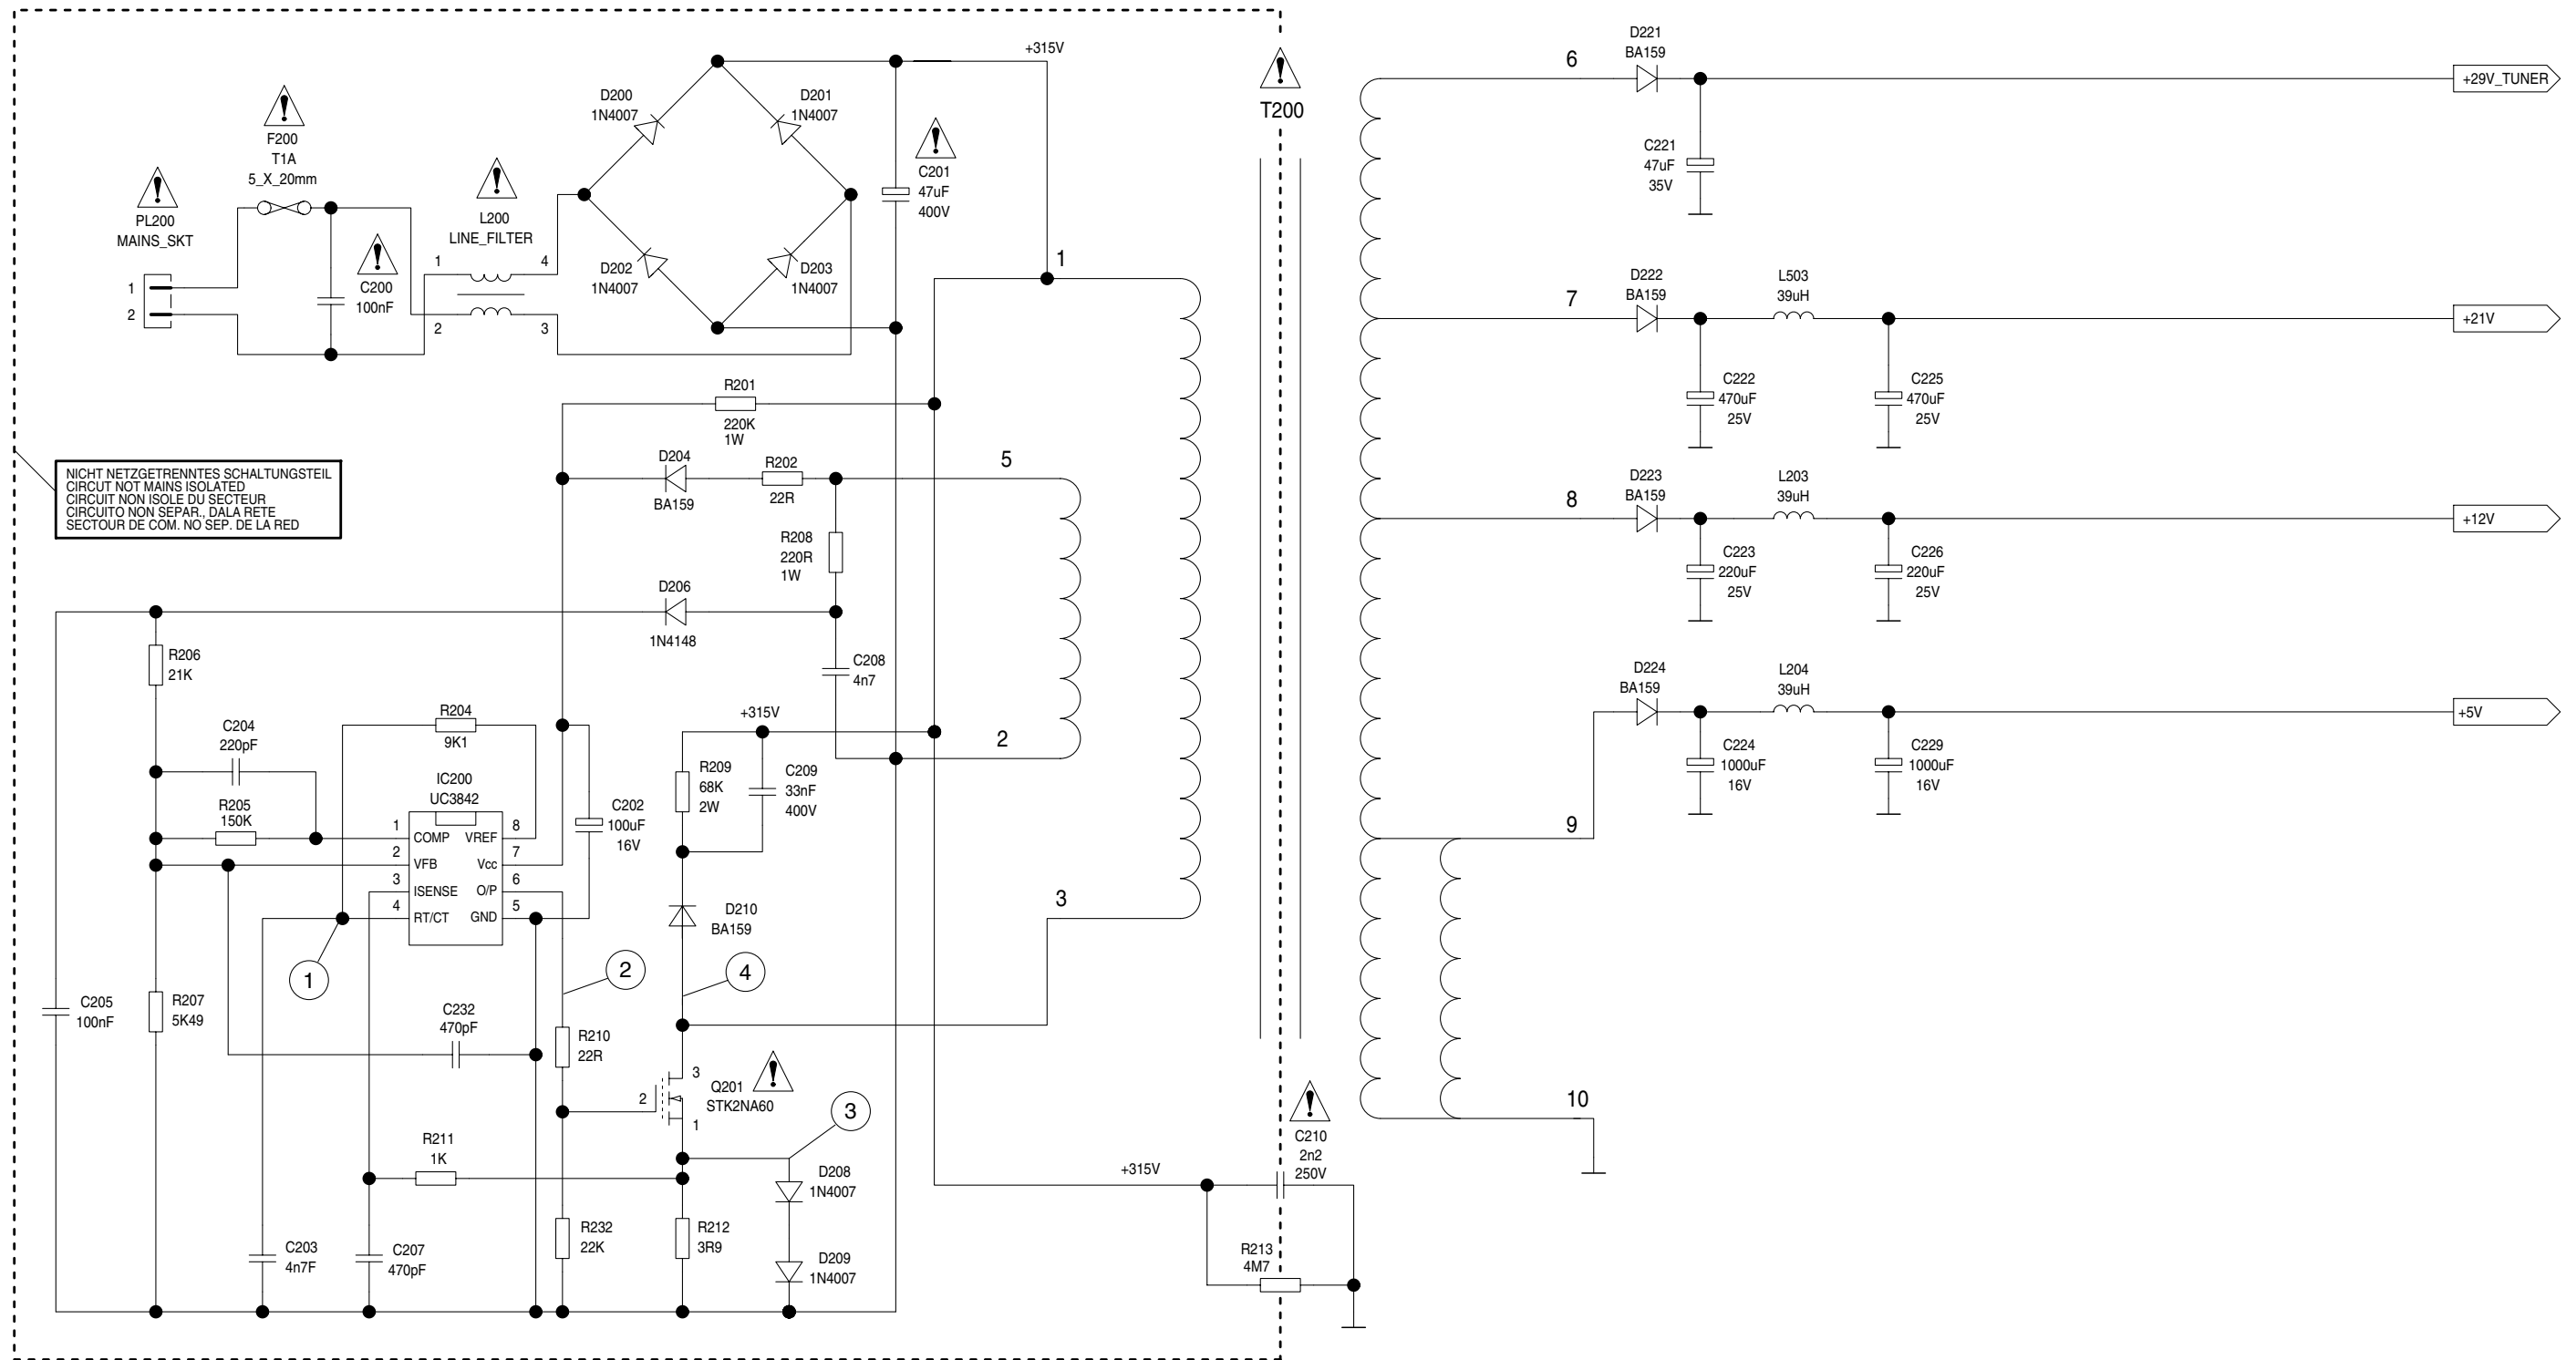 +315V
D200
1N4007
D201
1N4007
F200
T1A
5_X_20mm
PL200
MAINS_SKT
1
2
C200
100nF
L200
LINE_FILTER
1
4
2
3
D202
1N4007
D203
1N4007
C201
47uF
400V
T200
1
R201
220K
1W
NICHT NETZGETRENNTES SCHALTUNGSTEIL
CIRCUT NOT MAINS ISOLATED
CIRCUIT NON ISOLE DU SECTEUR
CIRCUITO NON SEPAR., DALA RETE
SECTOUR DE COM. NO SEP. DE LA RED
D204
BA159
R202
22R
5
R208
220R
1W
D206
1N4148
C208
4n7
R206
21K
C204
220pF
R204
9K1
R205
150K
IC200
UC3842
1
COMP
VREF
8
2
VFB
Vcc
7
3
ISENSE
O/P
6
4
RT/CT
GND
5
C202
100uF
16V
+315V
2
R209
68K
2W
C209
33nF
400V
D210
BA159
3
1
2
4
C205
100nF
R207
5K49
C232
470pF
R210
22R
Q201
STK2NA60
3
2
1
3
R211
1K
D208
1N4007
C203
4n7F
C207
470pF
R232
22K
R212
3R9
D209
1N4007
+315V
C210
2n2
250V
R213
4M7
6
D221
BA159
+29V_TUNER
C221
47uF
35V
7
D222
BA159
L503
39uH
+21V
C222
470uF
25V
C225
470uF
25V
8
D223
BA159
L203
39uH
+12V
C223
220uF
25V
C226
220uF
25V
D224
BA159
L204
39uH
+5V
C224
1000uF
16V
C229
1000uF
16V
9
10